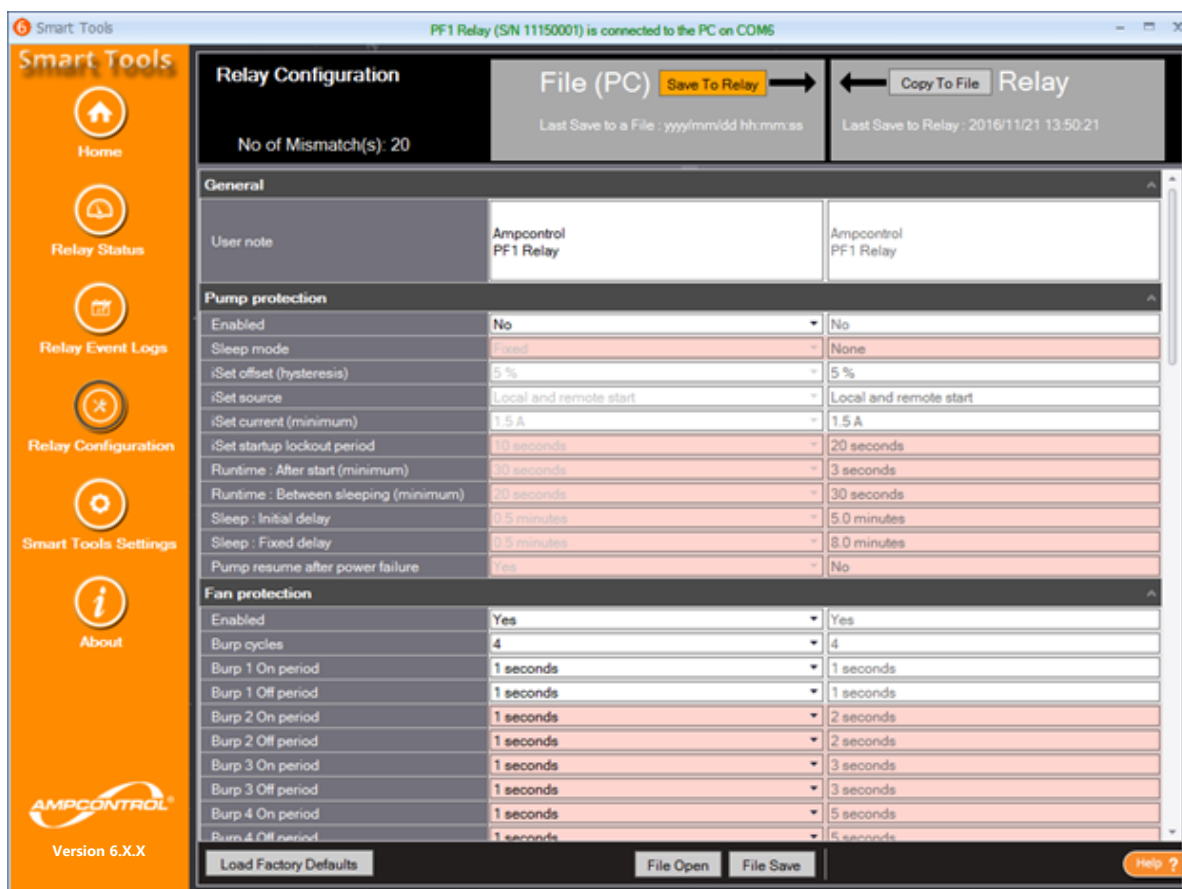 Smart Tools
PF1 Relay (S/N 11150001) is connected to the PC on COM6
Smart Tools
Home
Relay Status
Relay Event Logs
Relay Configuration
Smart Tools Settings
About
AMPCONTROL®
Version 6.X.X
Relay Configuration
No of Mismatch(s): 20
File (PC) Save To Relay
Last Save to a File : yyyy/mm/dd hh:mm:ss
Copy To File Relay
Last Save to Relay : 2016/11/21 13:50:21
General
User note
Ampcontrol
PF1 Relay
Ampcontrol
PF1 Relay
Pump protection
Enabled No No
Sleep mode Fixed None
iSet offset (hysteresis) 5 % 5 %
iSet source Local and remote start Local and remote start
iSet current (minimum) 1.5 A 1.5 A
iSet startup lockout period 10 seconds 20 seconds
Runtime : After start (minimum) 30 seconds 3 seconds
Runtime : Between sleeping (minimum) 20 seconds 30 seconds
Sleep : Initial delay 0.5 minutes 5.0 minutes
Sleep : Fixed delay 0.5 minutes 8.0 minutes
Pump resume after power failure Yes No
Fan protection
Enabled Yes Yes
Burp cycles 4 4
Burp 1 On period 1 seconds 1 seconds
Burp 1 Off period 1 seconds 1 seconds
Burp 2 On period 1 seconds 2 seconds
Burp 2 Off period 1 seconds 2 seconds
Burp 3 On period 1 seconds 3 seconds
Burp 3 Off period 1 seconds 3 seconds
Burp 4 On period 1 seconds 5 seconds
Burp 4 Off period 1 seconds 5 seconds
Load Factory Defaults File Open File Save Help ?